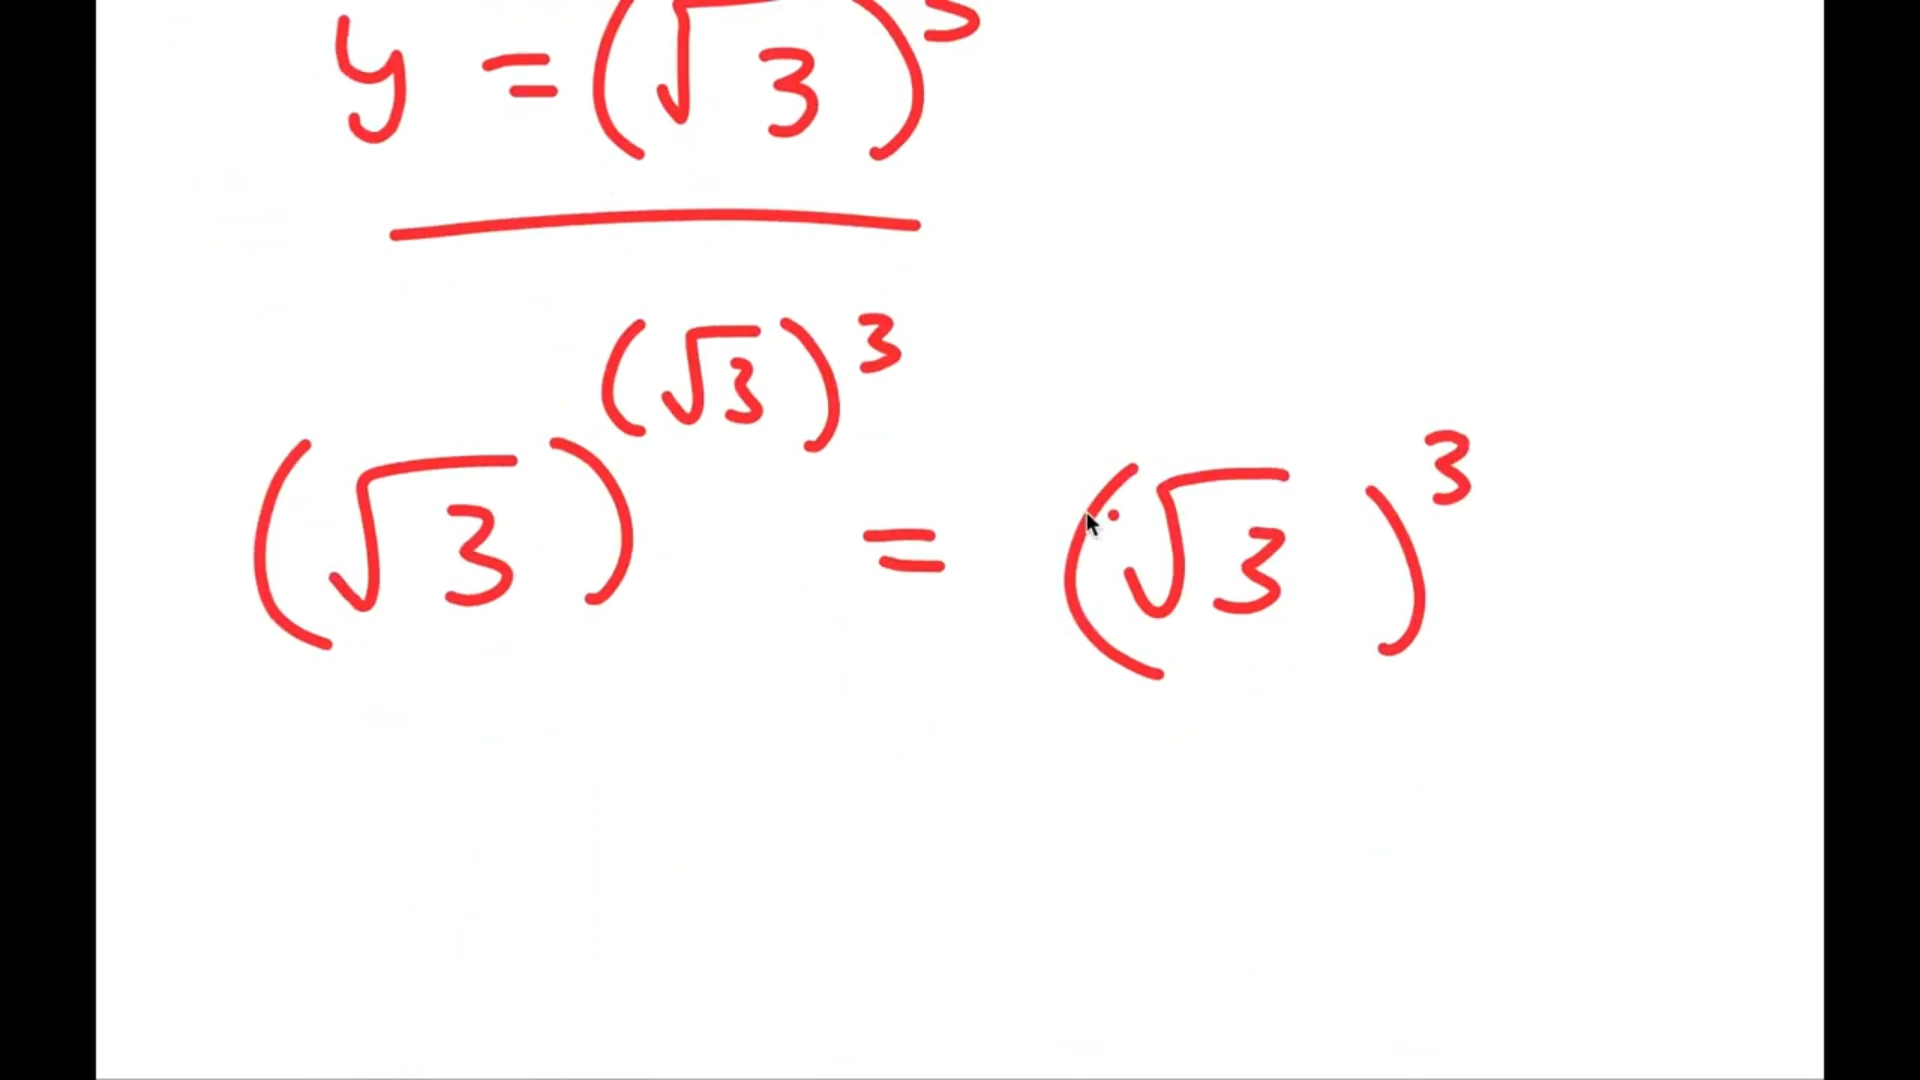 y = (√3)³
(√3)^(√3)³ = (√3)³